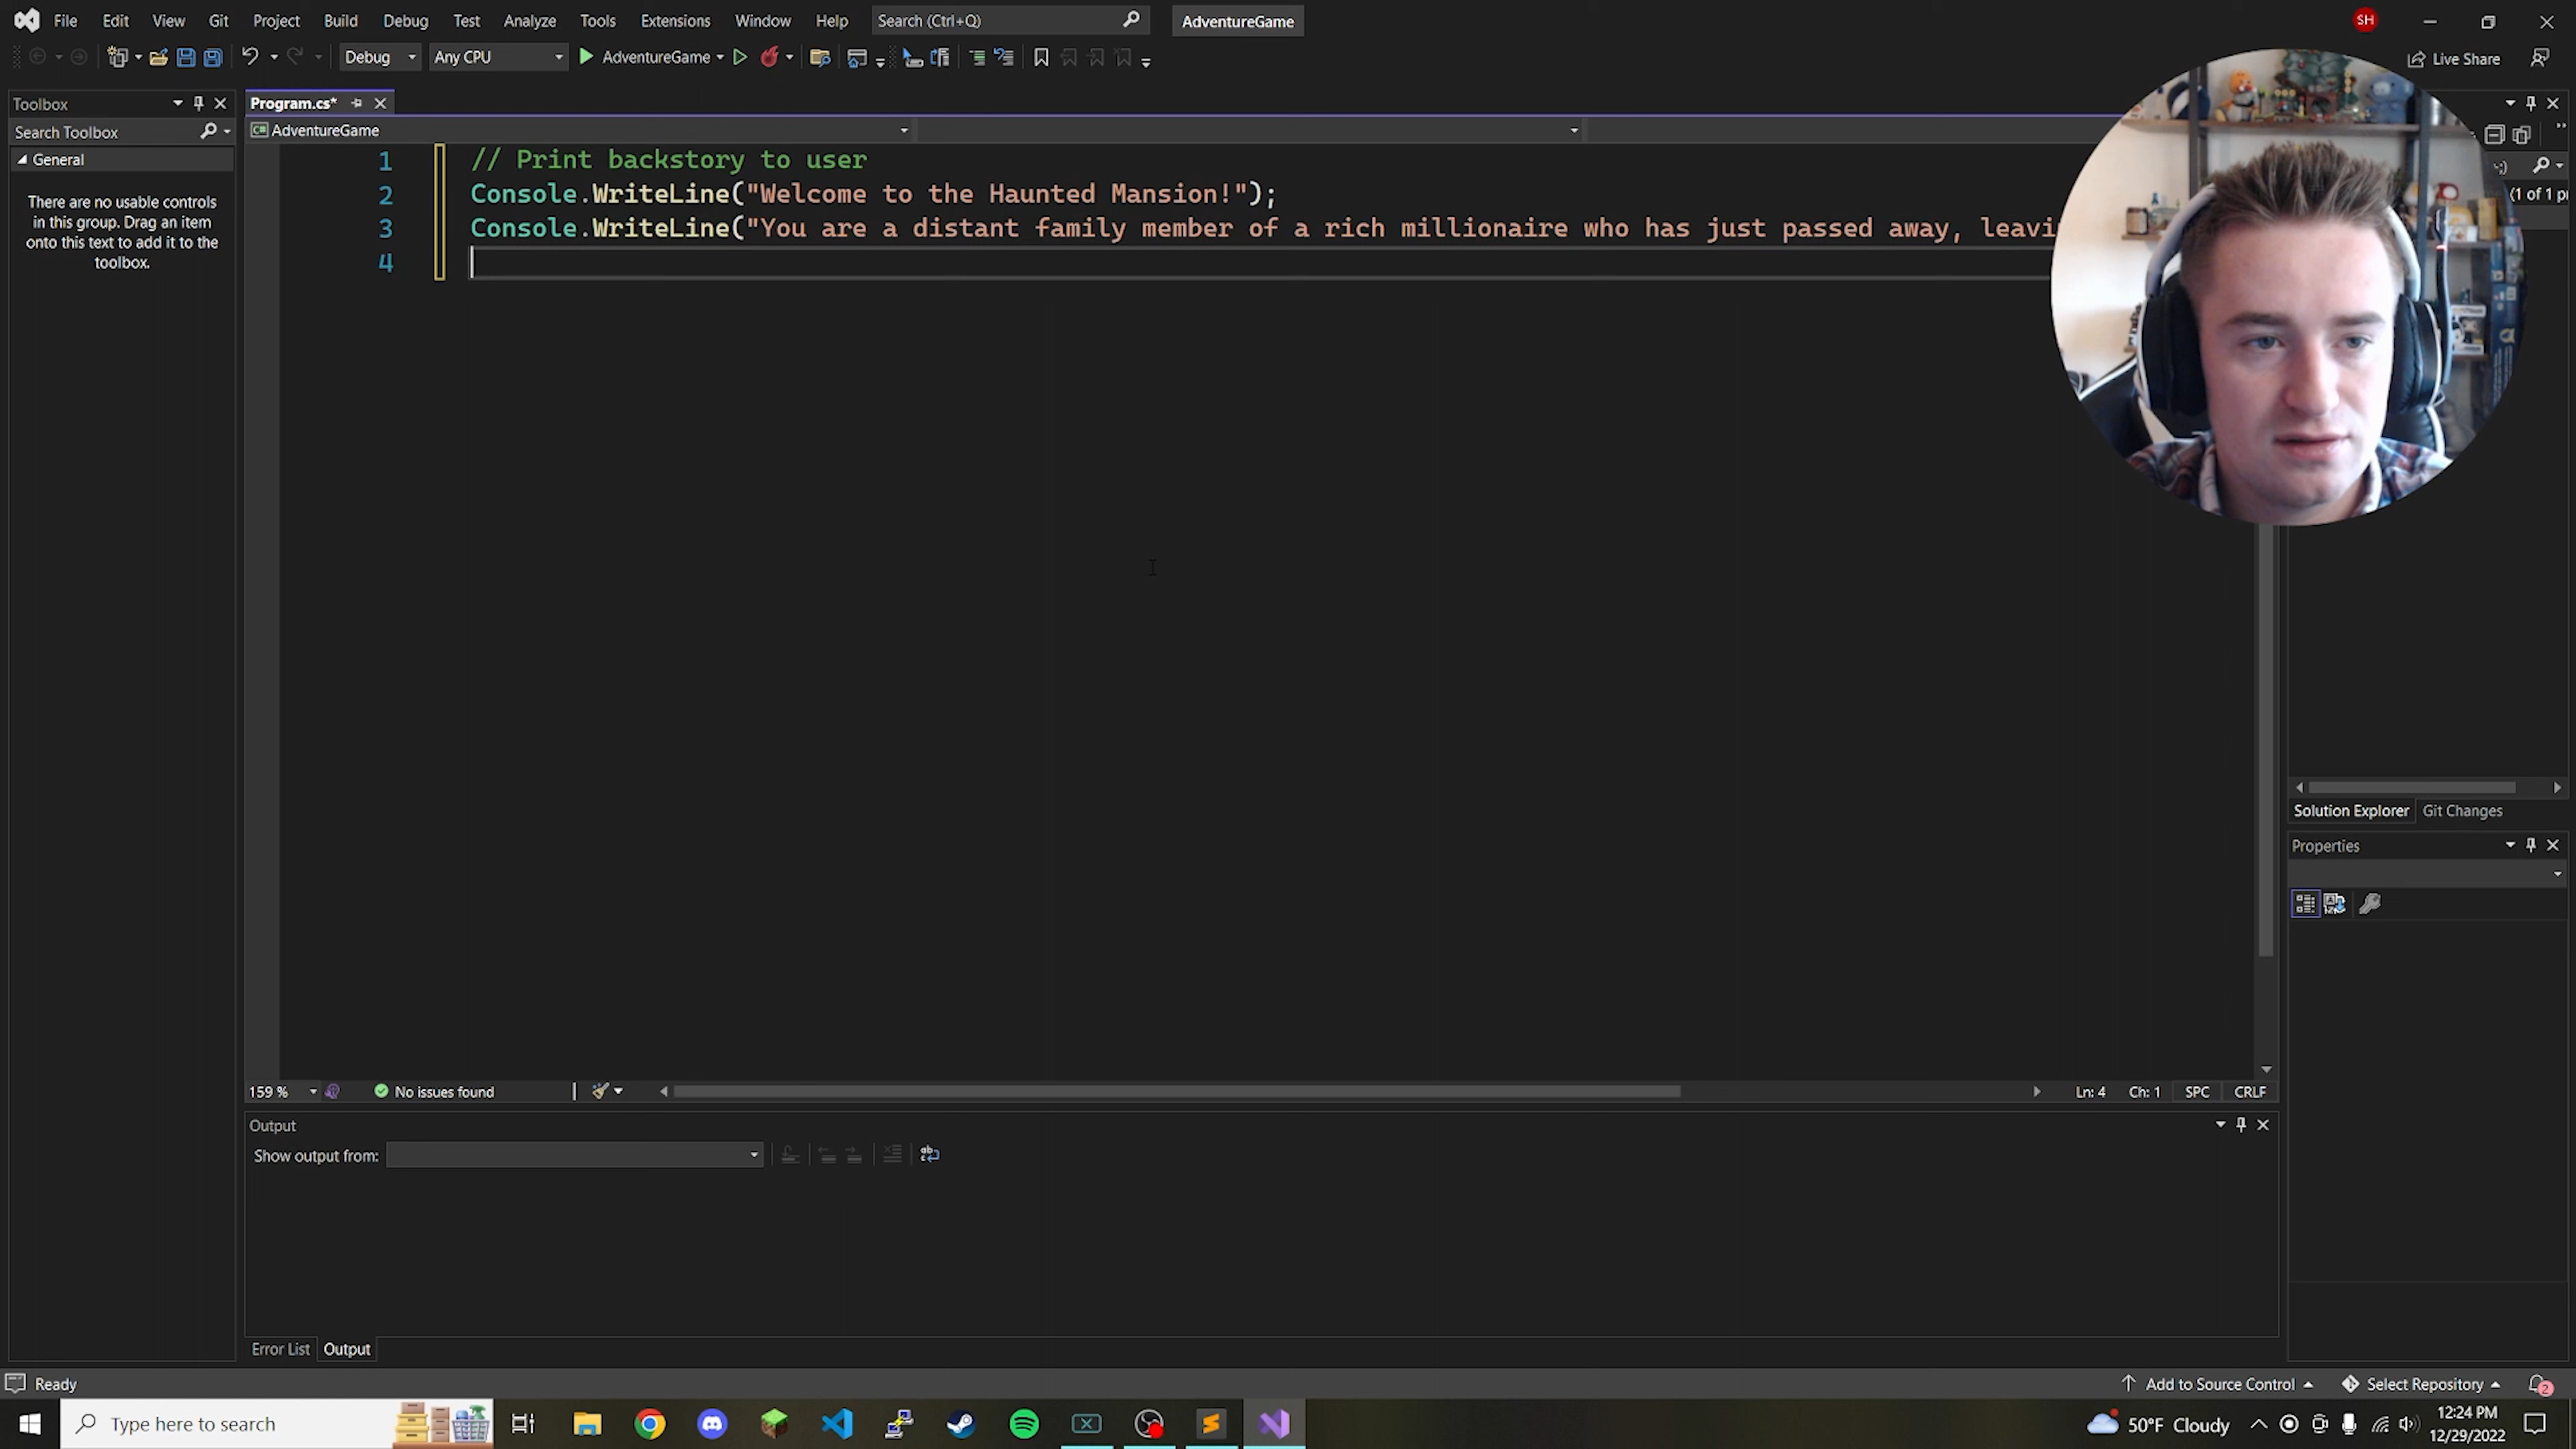 File Edit View Git Project Build Debug Test Analyze Tools Extensions Window Help Search (Ctrl+Q) AdventureGame SH
Debug Any CPU AdventureGame Live Share
Toolbox
Search Toolbox
General
There are no usable controls
in this group. Drag an item
onto this text to add it to the
toolbox.
Program.cs*
AdventureGame
1 // Print backstory to user
2 Console.WriteLine("Welcome to the Haunted Mansion!");
3 Console.WriteLine("You are a distant family member of a rich millionaire who has just passed away, leavi
4
(1 of 1 p
159 % No issues found Ln: 4 Ch: 1 SPC CRLF
Output
Show output from:
Error List Output
Solution Explorer Git Changes
Properties
Ready Add to Source Control Select Repository 2
Type here to search
50°F Cloudy
12:24 PM
12/29/2022